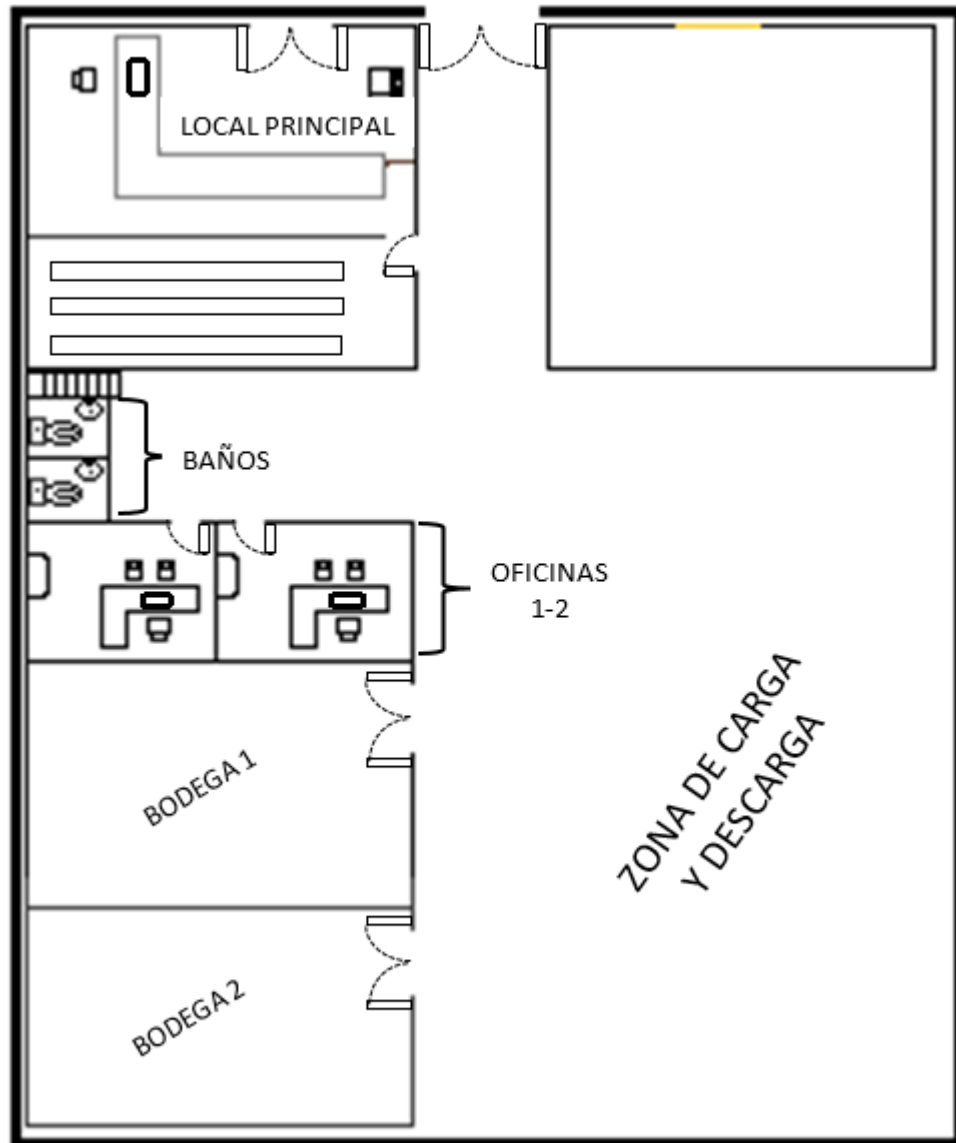 LOCAL PRINCIPAL
BAÑOS
OFICINAS
1-2
BODEGA 1
ZONA DE CARGA
Y DESCARGA
BODEGA 2